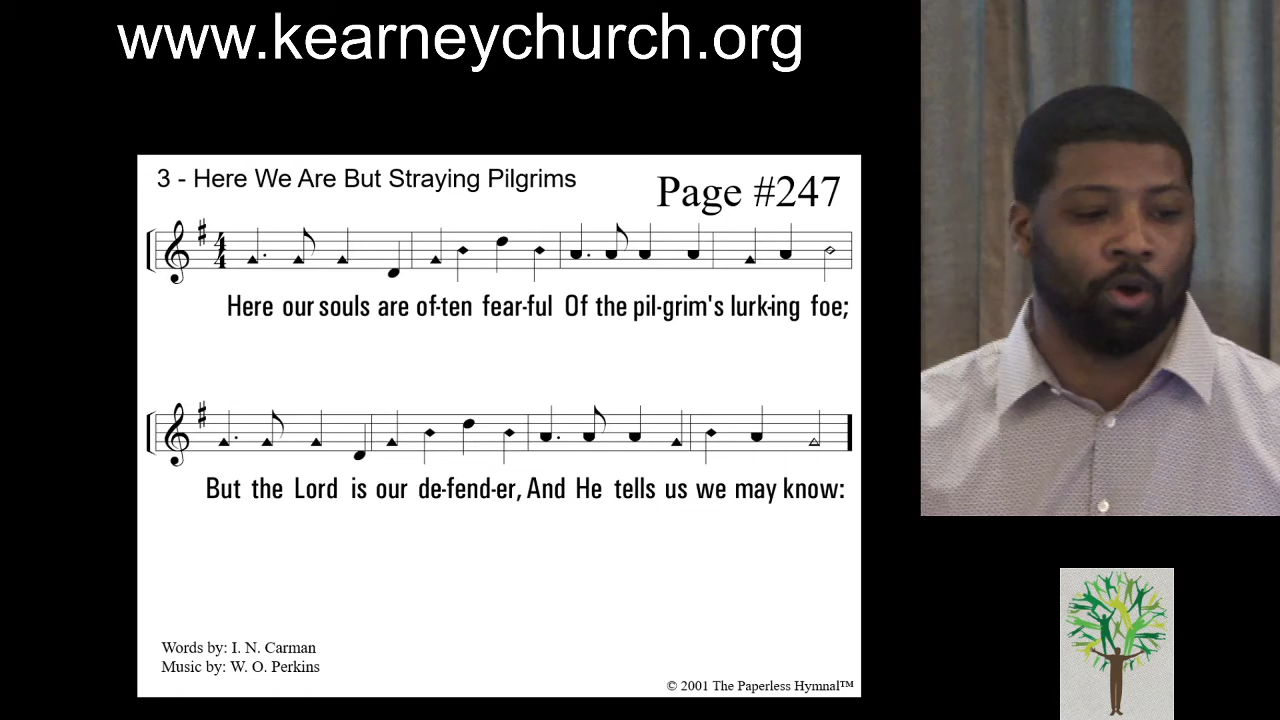 www.kearneychurch.org
3 - Here We Are But Straying Pilgrims
Page #247
4
4
Here our souls are of-ten fear-ful Of the pil-grim's lurk-ing foe;
But the Lord is our de-fend-er, And He tells us we may know:
Words by: I. N. Carman
Music by: W. O. Perkins
© 2001 The Paperless Hymnal™